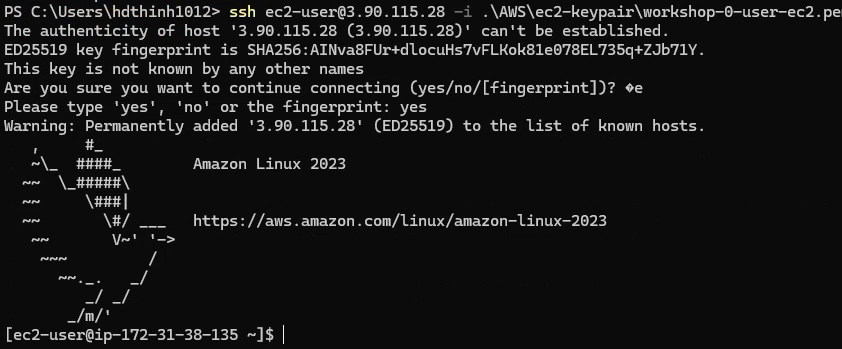 PS C:\Users\hdthinh1012> ssh ec2-user@3.90.115.28 -i .\AWS\ec2-keypair\workshop-0-user-ec2.pem
The authenticity of host '3.90.115.28 (3.90.115.28)' can't be established.
ED25519 key fingerprint is SHA256:AINva8FUr+dlocuHs7vFLKok81e078EL735q+ZJb71Y.
This key is not known by any other names
Are you sure you want to continue connecting (yes/no/[fingerprint])? �e
Please type 'yes', 'no' or the fingerprint: yes
Warning: Permanently added '3.90.115.28' (ED25519) to the list of known hosts.
   ,     #_
   ~\_  ####_        Amazon Linux 2023
  ~~  \_#####\
  ~~     \###|
  ~~       \#/ ___   https://aws.amazon.com/linux/amazon-linux-2023
   ~~       V~' '->
    ~~~         /
      ~~._.   _/
         _/ _/
       _/m/'
[ec2-user@ip-172-31-38-135 ~]$